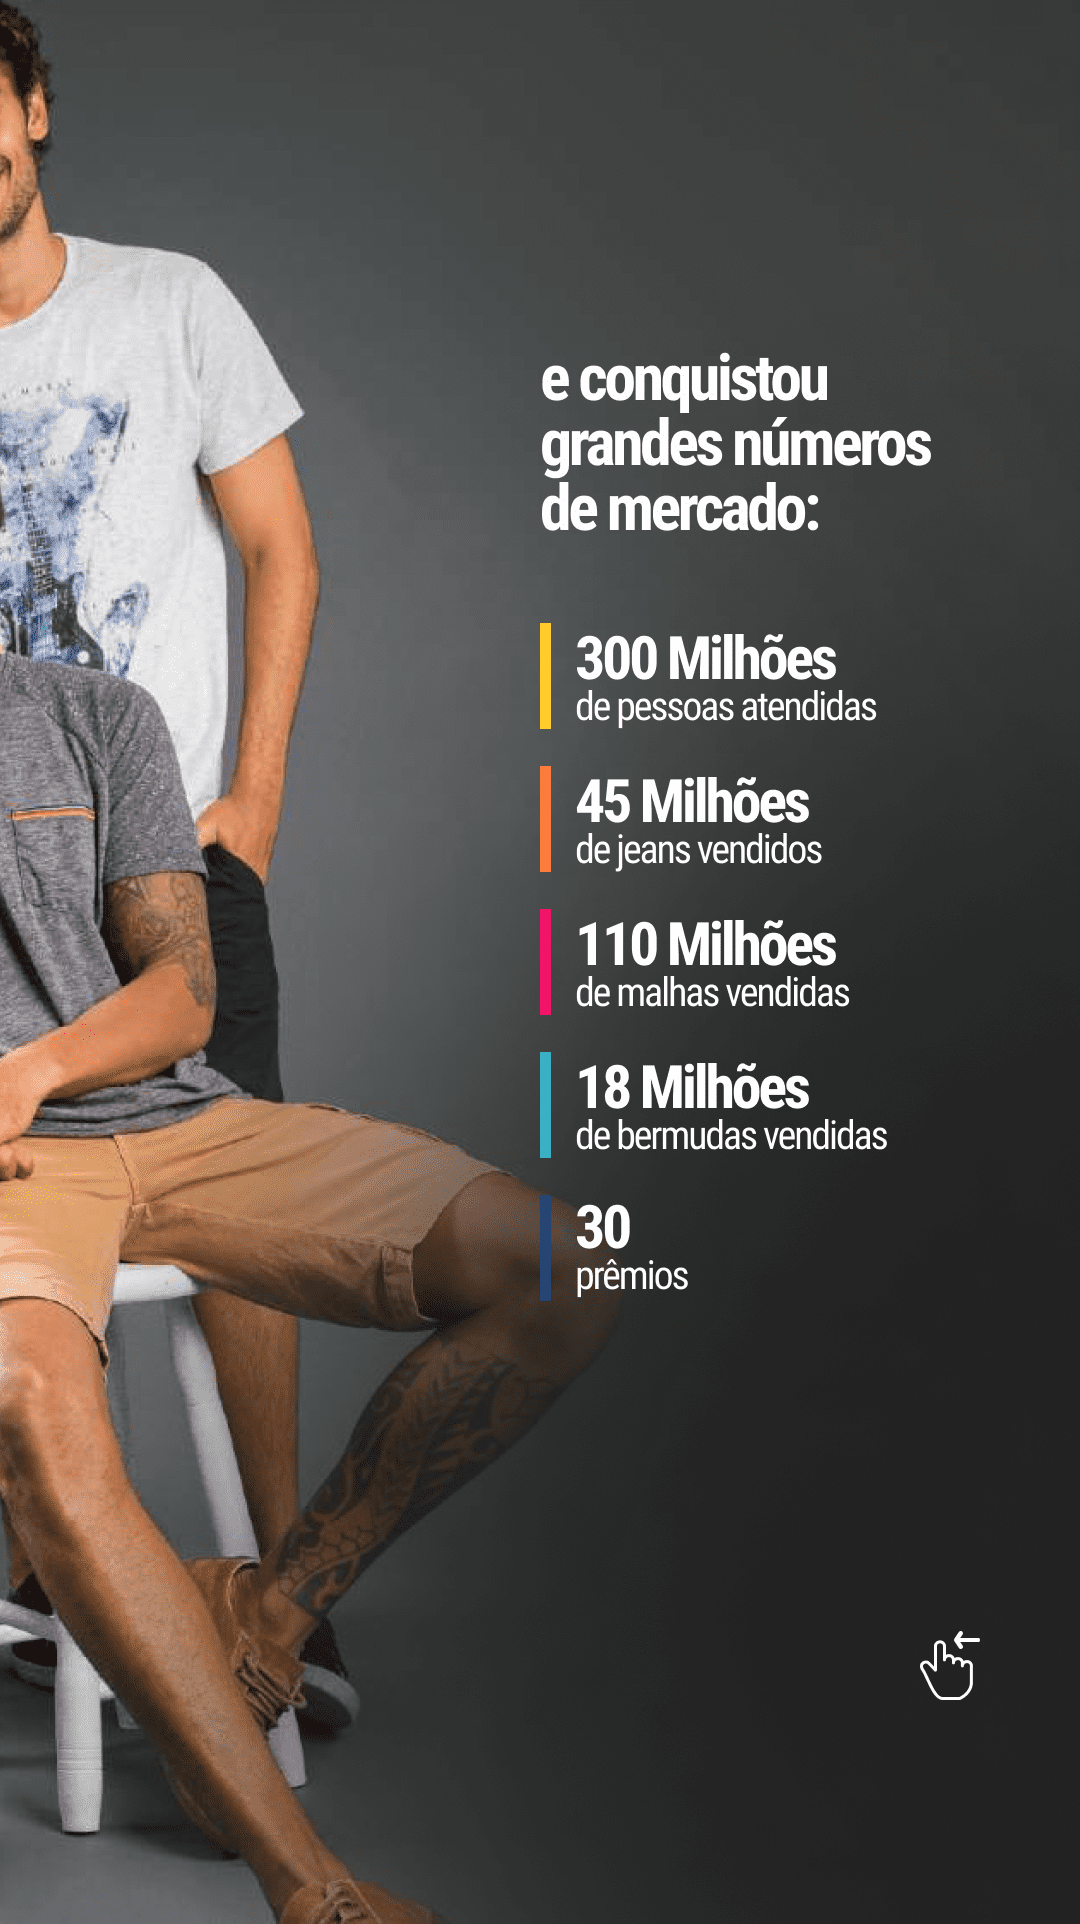 e conquistou
grandes números
de mercado:
300 Milhões
de pessoas atendidas
45 Milhões
de jeans vendidos
110 Milhões
de malhas vendidas
18 Milhões
de bermudas vendidas
30
prêmios